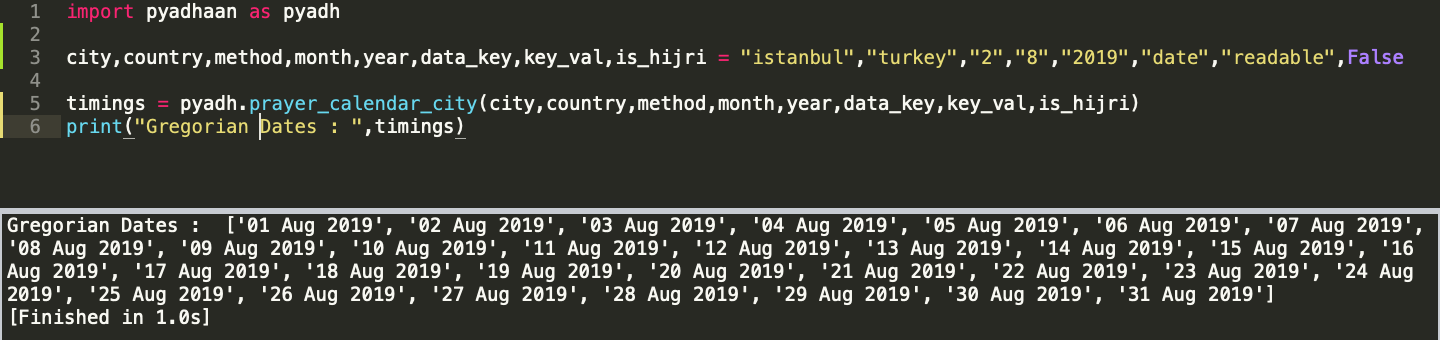 1 import pyadhaan as pyadh
2
3 city,country,method,month,year,data_key,key_val,is_hijri = "istanbul","turkey","2","8","2019","date","readable",False
4
5 timings = pyadh.prayer_calendar_city(city,country,method,month,year,data_key,key_val,is_hijri)
6 print("Gregorian Dates : ",timings)
Gregorian Dates :  ['01 Aug 2019', '02 Aug 2019', '03 Aug 2019', '04 Aug 2019', '05 Aug 2019', '06 Aug 2019', '07 Aug 2019',
'08 Aug 2019', '09 Aug 2019', '10 Aug 2019', '11 Aug 2019', '12 Aug 2019', '13 Aug 2019', '14 Aug 2019', '15 Aug 2019', '16
Aug 2019', '17 Aug 2019', '18 Aug 2019', '19 Aug 2019', '20 Aug 2019', '21 Aug 2019', '22 Aug 2019', '23 Aug 2019', '24 Aug
2019', '25 Aug 2019', '26 Aug 2019', '27 Aug 2019', '28 Aug 2019', '29 Aug 2019', '30 Aug 2019', '31 Aug 2019']
[Finished in 1.0s]